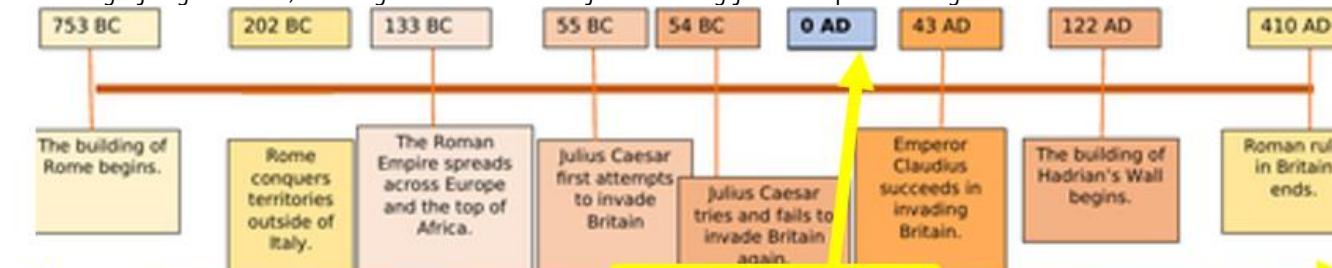 753 BC
202 BC
133 BC
55 BC
54 BC
0 AD
43 AD
122 AD
410 AD
The building of
Rome begins.
Rome
conquers
territories
outside of
Italy.
The Roman
Empire spreads
across Europe
and the top of
Africa.
Julius Caesar
first attempts
to invade
Britain
Julius Caesar
tries and fails to
invade Britain
again.
Emperor
Claudius
succeeds in
invading
Britain.
The building of
Hadrian's Wall
begins.
Roman rul
in Britain
ends.